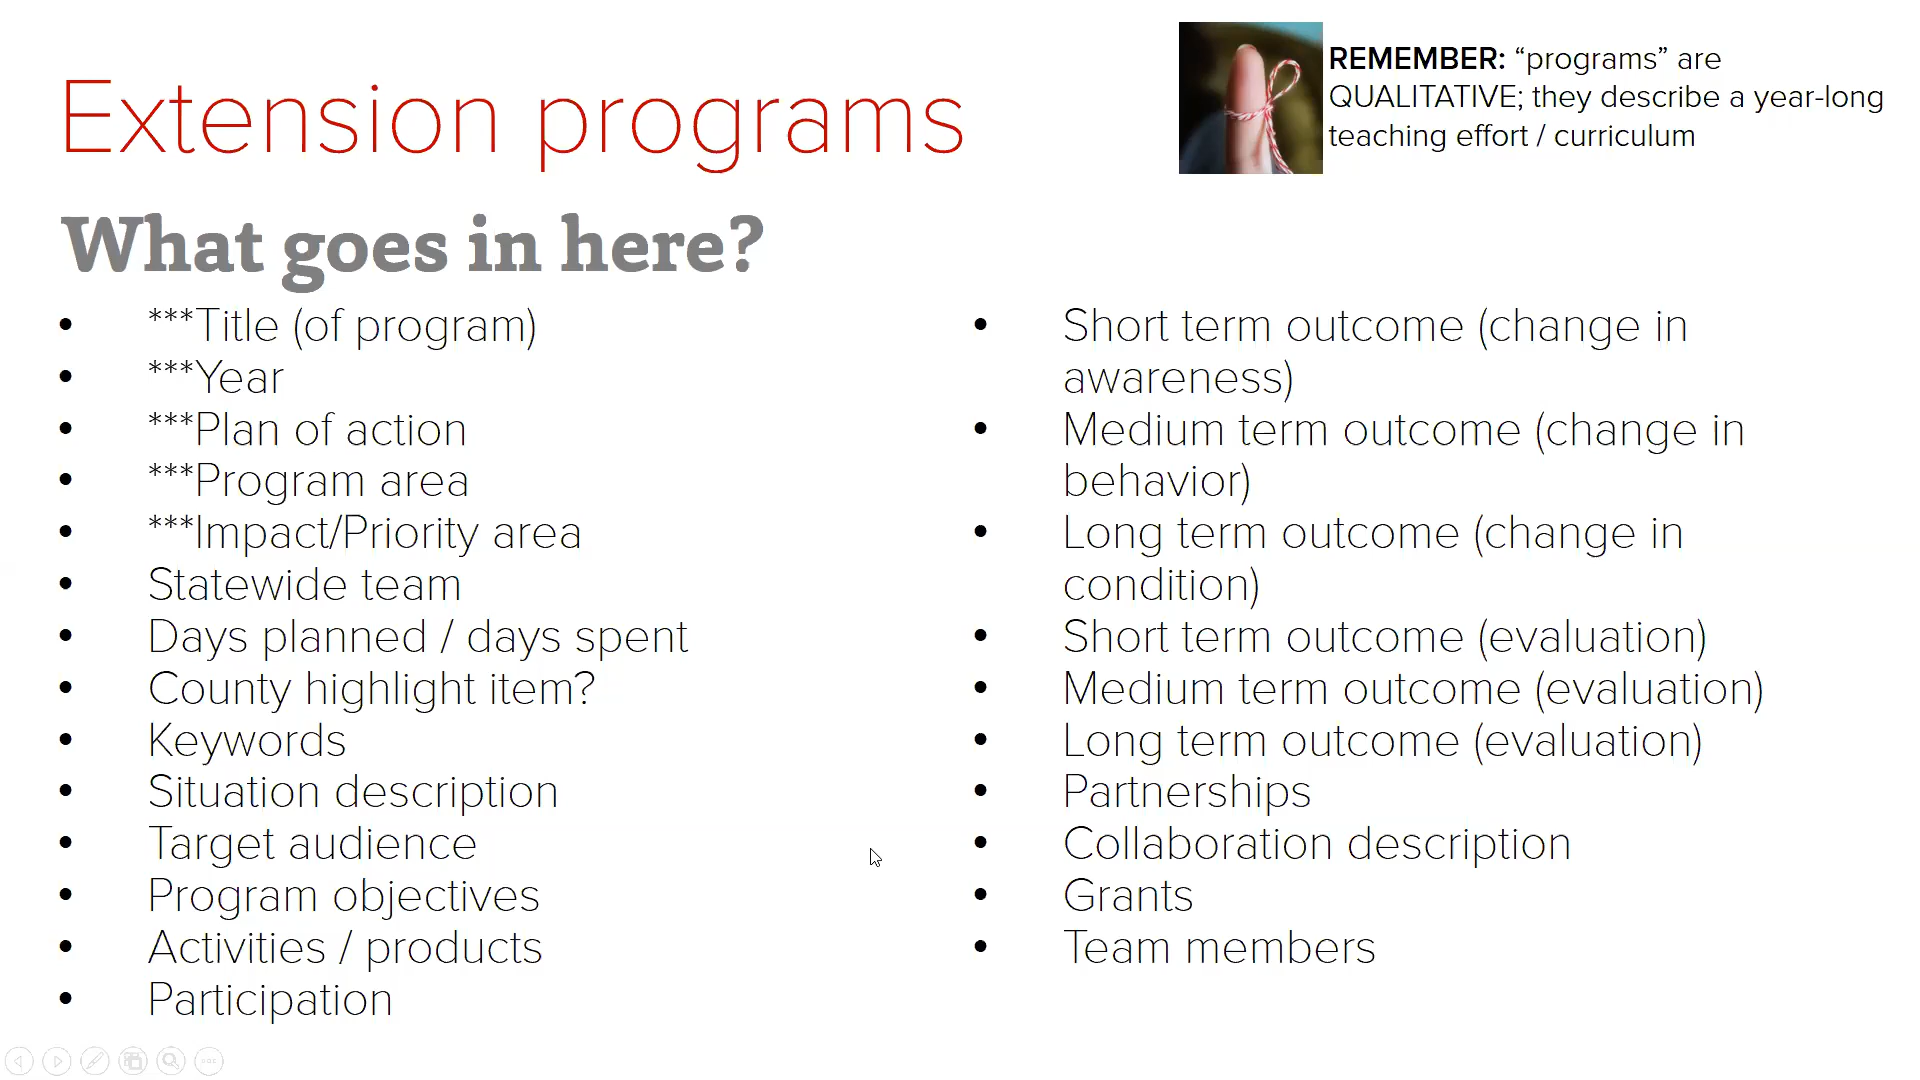 Extension programs
REMEMBER: “programs” are
QUALITATIVE; they describe a year-long
teaching effort / curriculum
What goes in here?
• ***Title (of program)
• ***Year
• ***Plan of action
• ***Program area
• ***Impact/Priority area
• Statewide team
• Days planned / days spent
• County highlight item?
• Keywords
• Situation description
• Target audience
• Program objectives
• Activities / products
• Participation
• Short term outcome (change in
awareness)
• Medium term outcome (change in
behavior)
• Long term outcome (change in
condition)
• Short term outcome (evaluation)
• Medium term outcome (evaluation)
• Long term outcome (evaluation)
• Partnerships
• Collaboration description
• Grants
• Team members